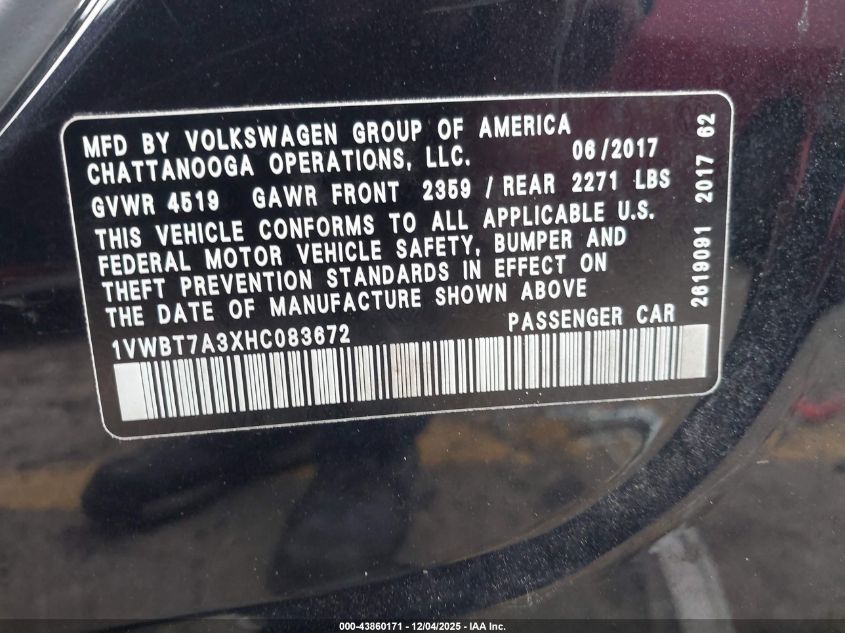 MFD BY VOLKSWAGEN GROUP OF AMERICA
CHATTANOOGA OPERATIONS, LLC. 06/2017
GVWR 4519 GAWR FRONT 2359 / REAR 2271 LBS
THIS VEHICLE CONFORMS TO ALL APPLICABLE U.S.
FEDERAL MOTOR VEHICLE SAFETY, BUMPER AND
THEFT PREVENTION STANDARDS IN EFFECT ON
THE DATE OF MANUFACTURE SHOWN ABOVE
1VWBT7A3XHC083672 PASSENGER CAR
2619091 2017 62
000-43860171 - 12/04/2025 - IAA Inc.